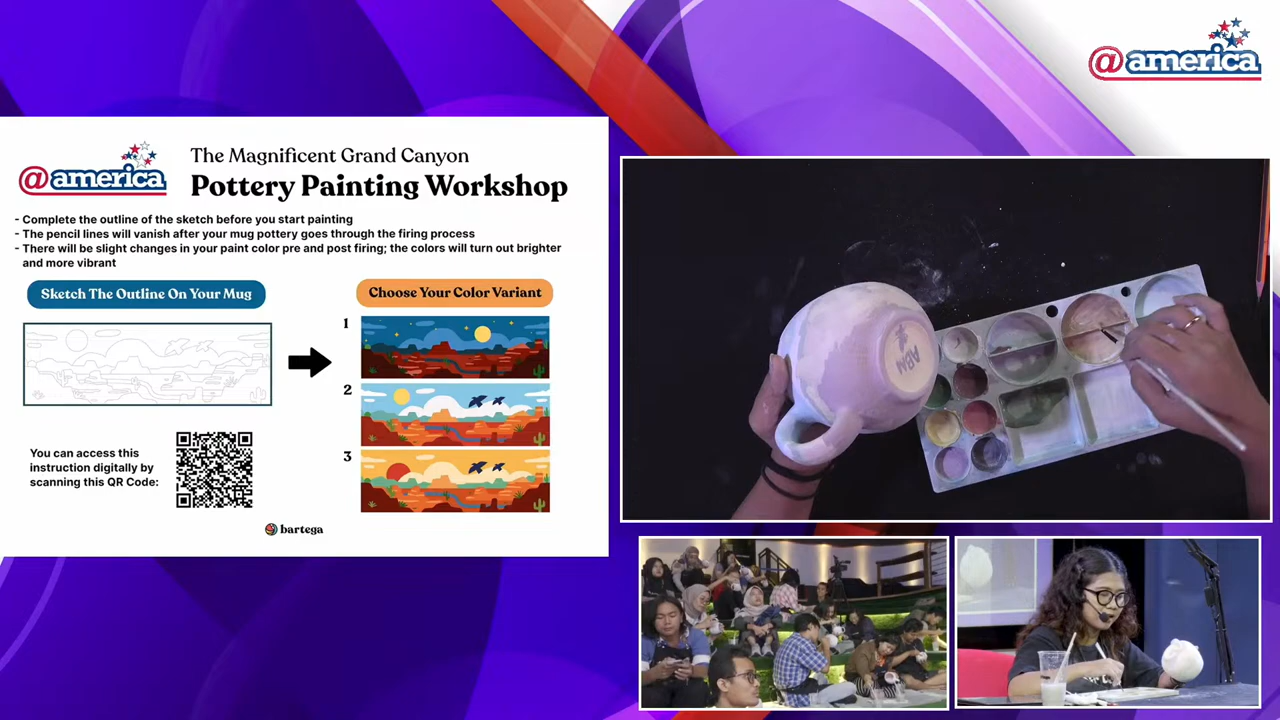 @america
@america
The Magnificent Grand Canyon
Pottery Painting Workshop
- Complete the outline of the sketch before you start painting
- The pencil lines will vanish after your mug pottery goes through the firing process
- There will be slight changes in your paint color pre and post firing; the colors will turn out brighter
and more vibrant
Sketch The Outline On Your Mug
Choose Your Color Variant
1
2
3
You can access this
instruction digitally by
scanning this QR Code:
bartega